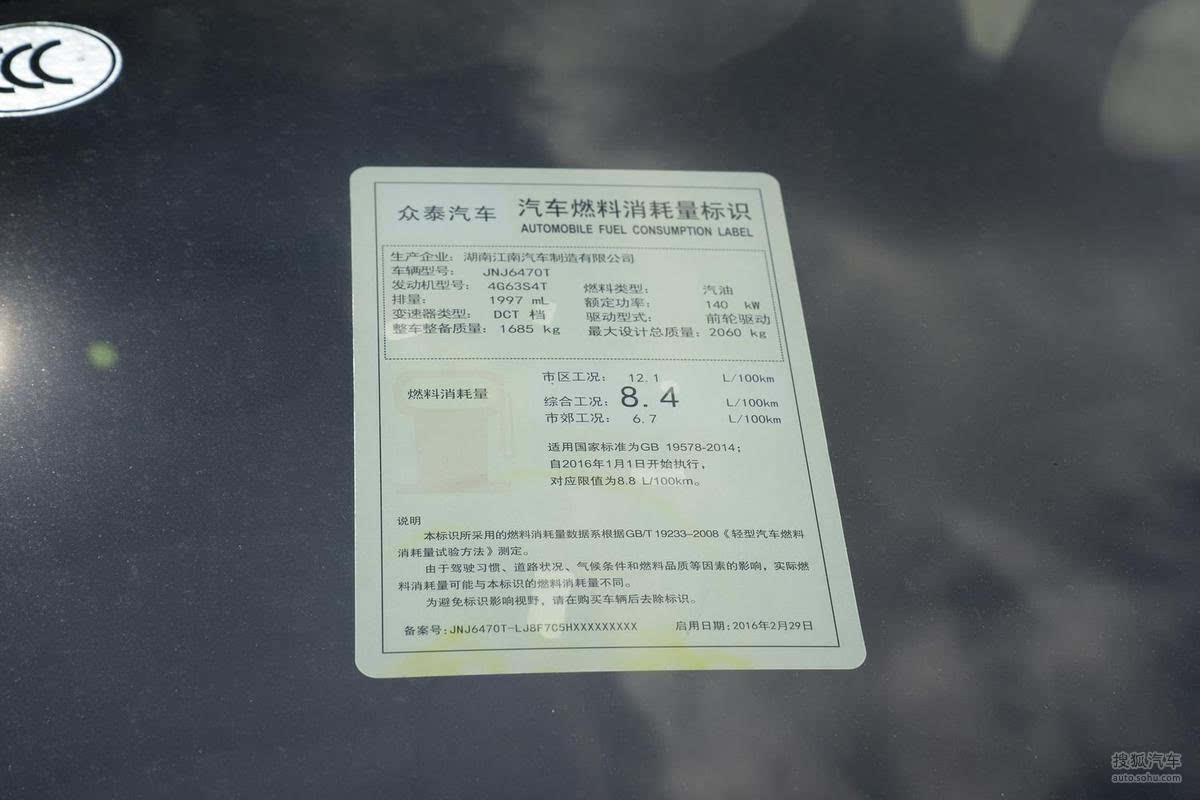 CCC
众泰汽车 汽车燃料消耗量标识
AUTOMOBILE FUEL CONSUMPTION LABEL
生产企业: 湖南江南汽车制造有限公司
车辆型号: JNJ6470T
发动机型号: 4G63S4T 燃料类型: 汽油
排量: 1997 mL 额定功率: 140 kW
变速器类型: DCT 档 驱动型式: 前轮驱动
整车整备质量: 1685 kg 最大设计总质量: 2060 kg
燃料消耗量
市区工况: 12.1 L/100km
综合工况: 8.4 L/100km
市郊工况: 6.7 L/100km
适用国家标准为GB 19578-2014;
自2016年1月1日开始执行,
对应限值为8.8 L/100km。
说明
本标识所采用的燃料消耗量数据系根据GB/T 19233-2008《轻型汽车燃料
消耗量试验方法》测定。
由于驾驶习惯、道路状况、气候条件和燃料品质等因素的影响,实际燃
料消耗量可能与本标识的燃料消耗量不同。
为避免标识影响视野,请在购买车辆后去除标识。
备案号:JNJ6470T-LJ8F7C5HXXXXXXXXX 启用日期:2016年2月29日
搜狐汽车
auto.sohu.com